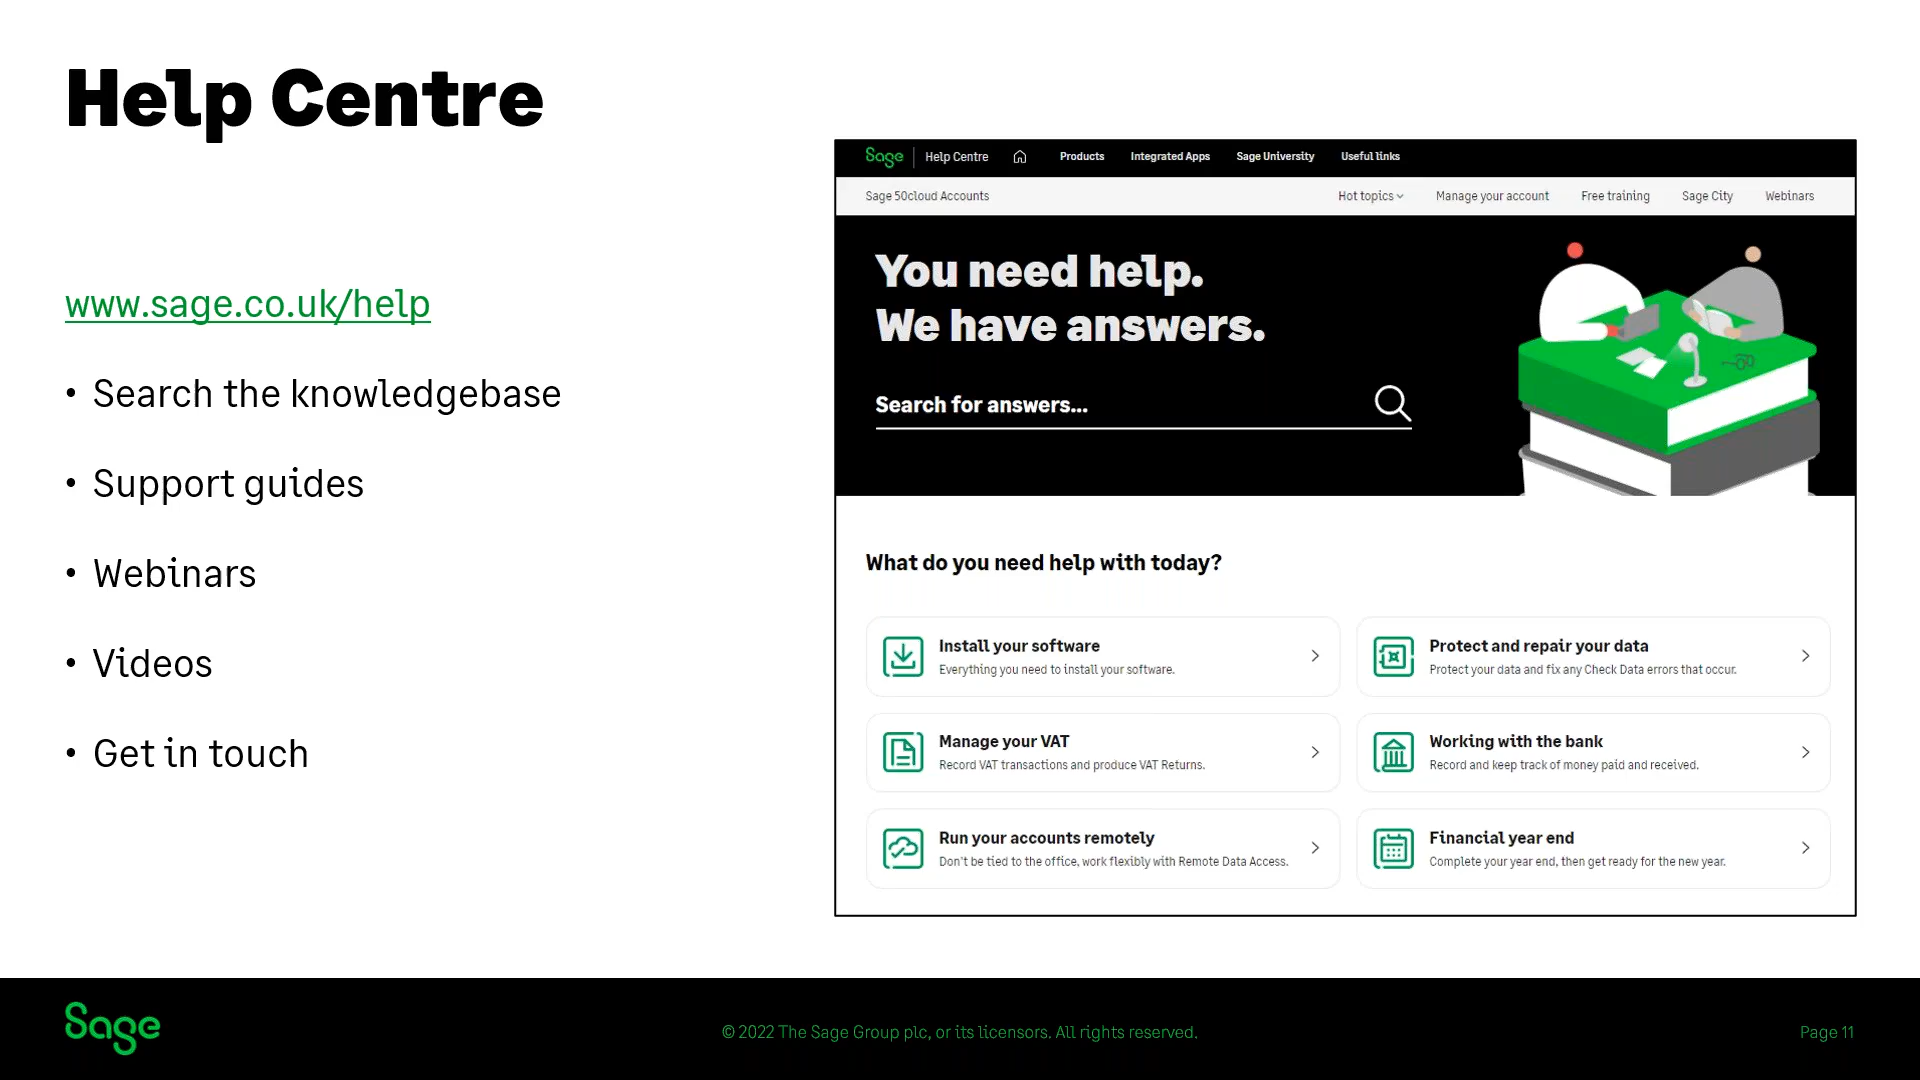 Help Centre
www.sage.co.uk/help
• Search the knowledgebase
• Support guides
• Webinars
• Videos
• Get in touch
Sage Help Centre Products Integrated Apps Sage University Useful links
Sage 50cloud Accounts Hot topics Manage your account Free training Sage City Webinars
You need help.
We have answers.
Search for answers...
What do you need help with today?
Install your software
Everything you need to install your software.
Protect and repair your data
Protect your data and fix any Check Data errors that occur.
Manage your VAT
Record VAT transactions and produce VAT Returns.
Working with the bank
Record and keep track of money paid and received.
Run your accounts remotely
Don't be tied to the office, work flexibly with Remote Data Access.
Financial year end
Complete your year end, then get ready for the new year.
Sage
© 2022 The Sage Group plc, or its licensors. All rights reserved.
Page 11